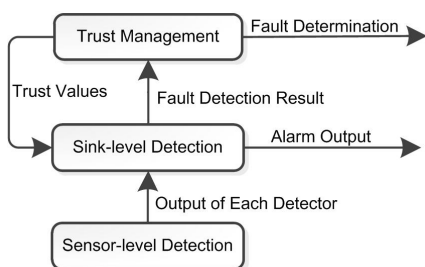 Trust Management
Fault Determination
Trust Values
Fault Detection Result
Sink-level Detection
Alarm Output
Output of Each Detector
Sensor-level Detection